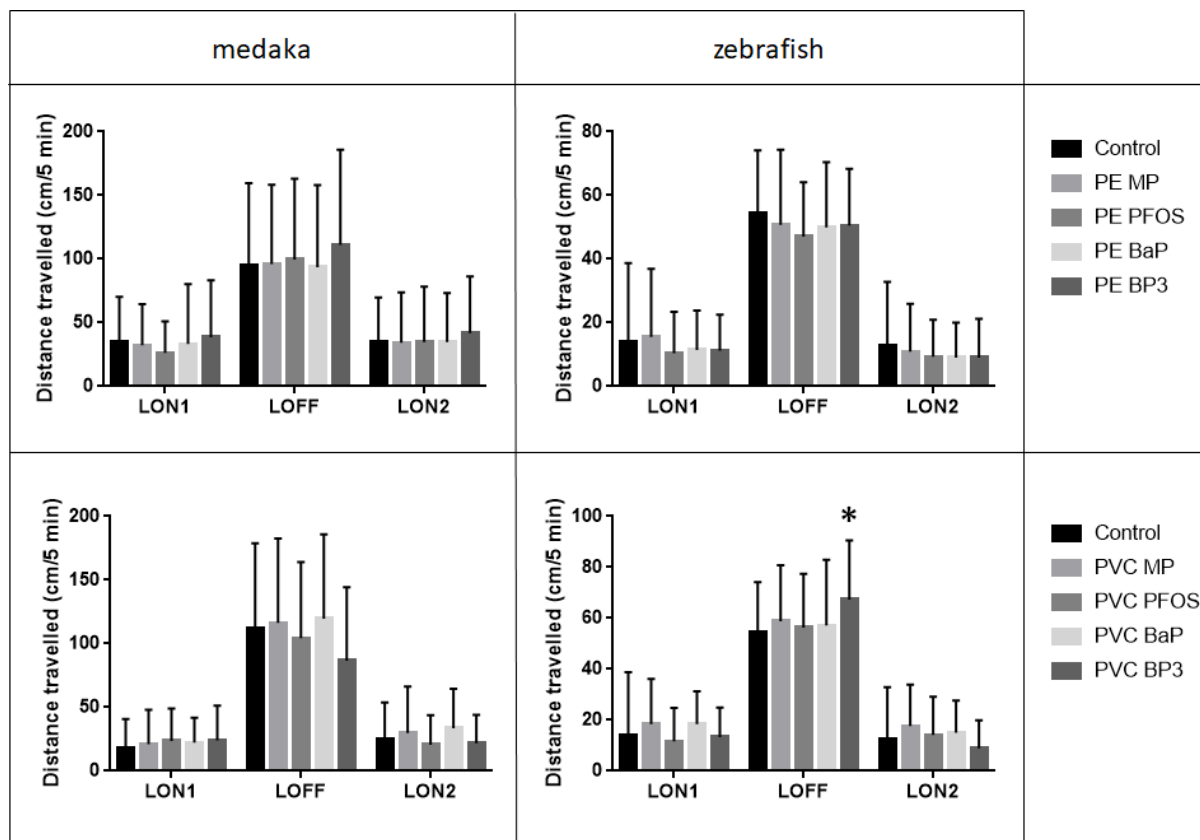 medaka
zebrafish
Distance travelled (cm/5 min)
200
150
100
50
0
LON1 LOFF LON2
Distance travelled (cm/5 min)
80
60
40
20
0
LON1 LOFF LON2
Control
PE MP
PE PFOS
PE BaP
PE BP3
Distance travelled (cm/5 min)
200
150
100
50
0
LON1 LOFF LON2
Distance travelled (cm/5 min)
100
80
60
40
20
0
*
LON1 LOFF LON2
Control
PVC MP
PVC PFOS
PVC BaP
PVC BP3